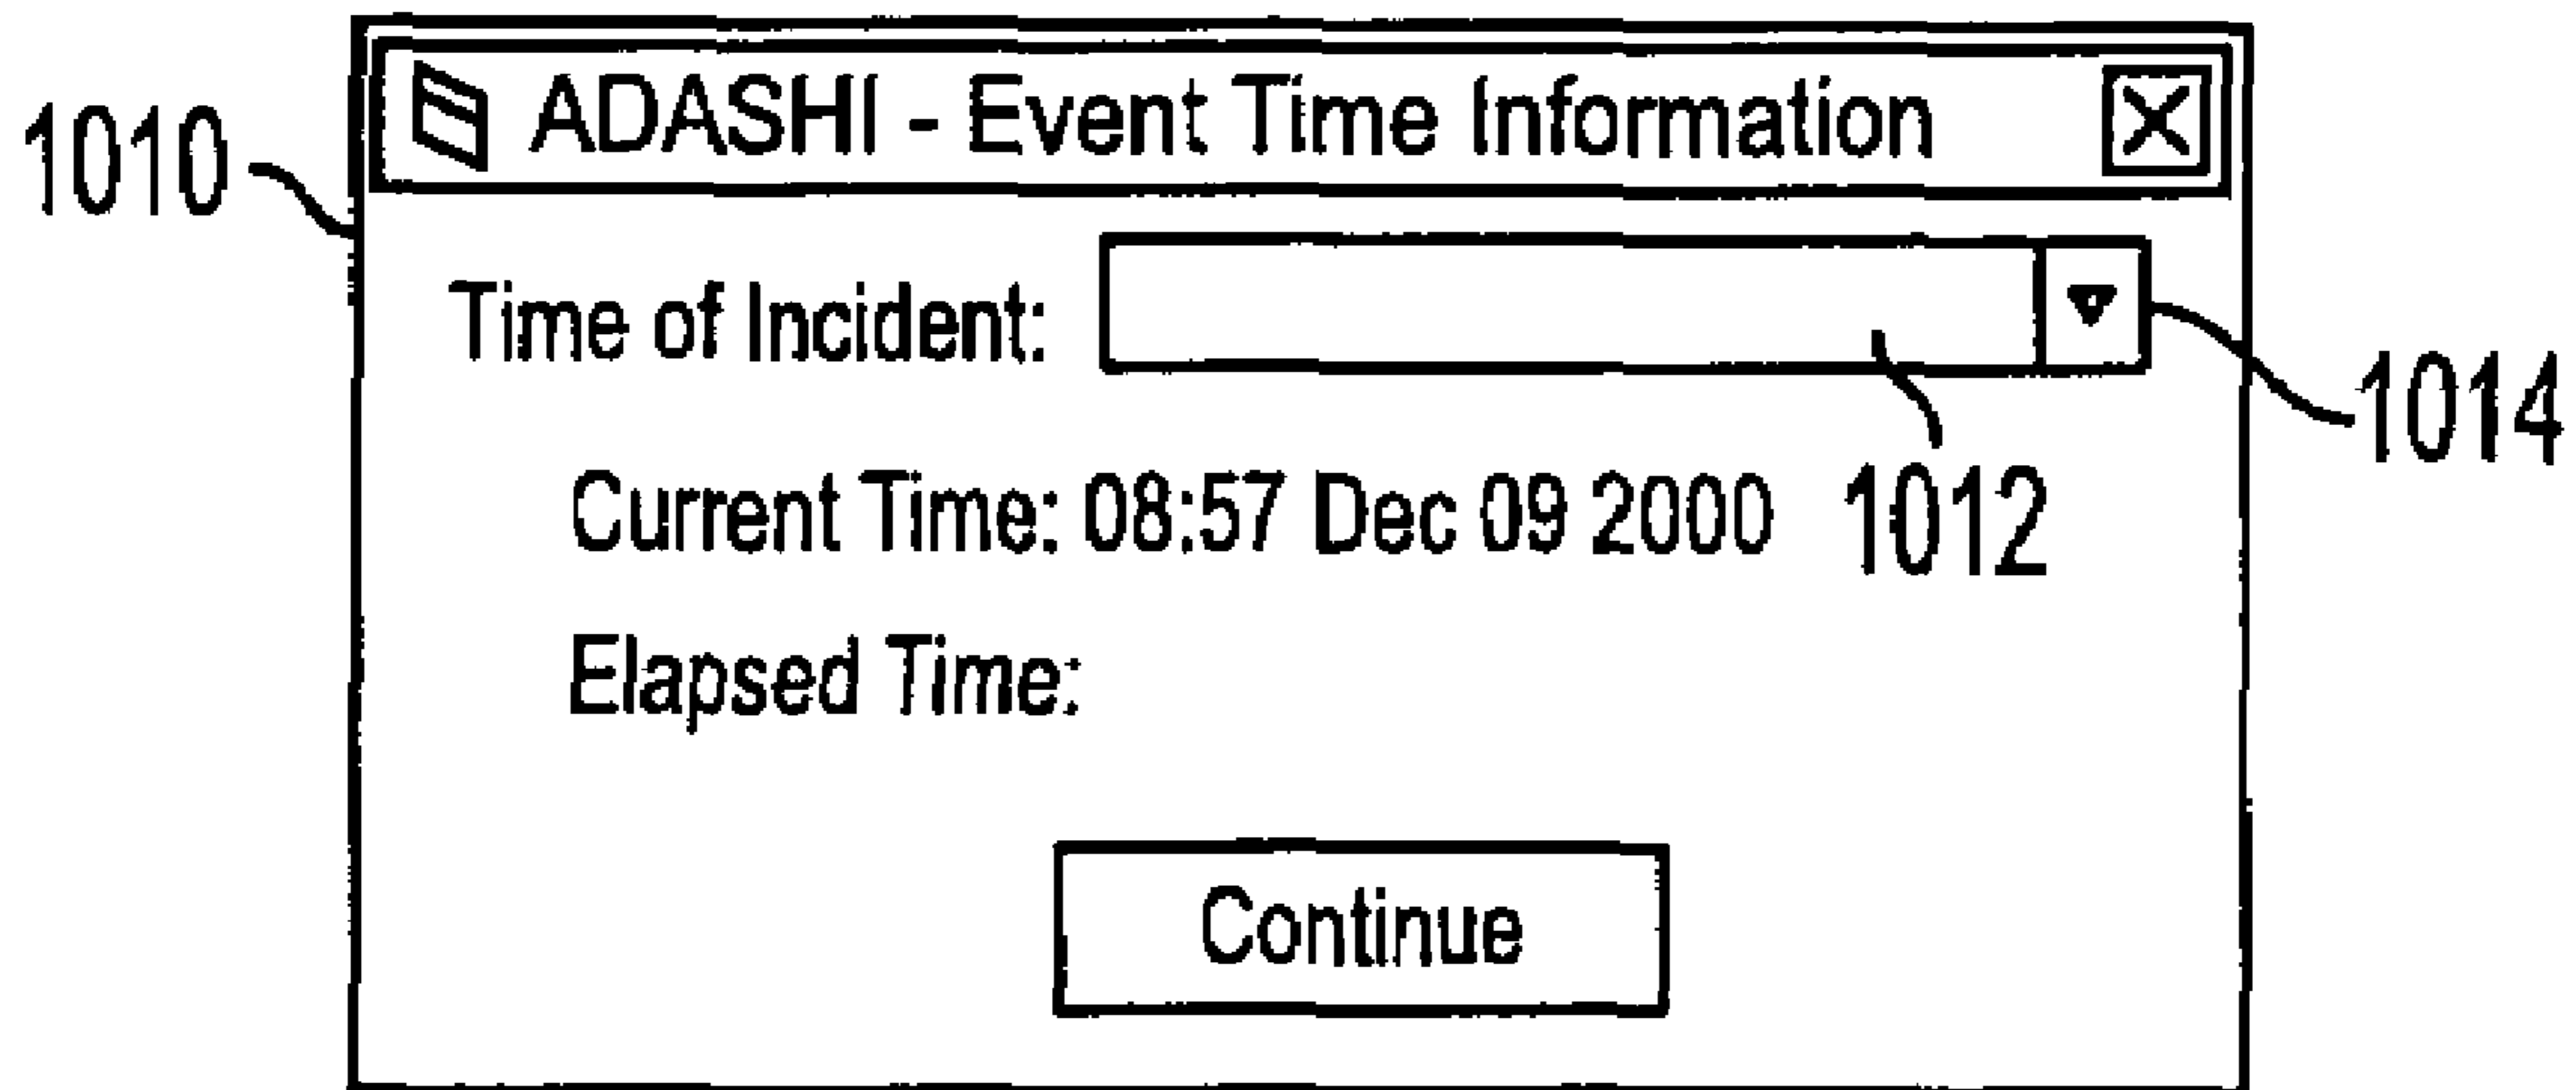 ADASHI - Event Time Information
1010
Time of Incident:
1014
Current Time: 08:57 Dec 09 2000
1012
Elapsed Time:
Continue